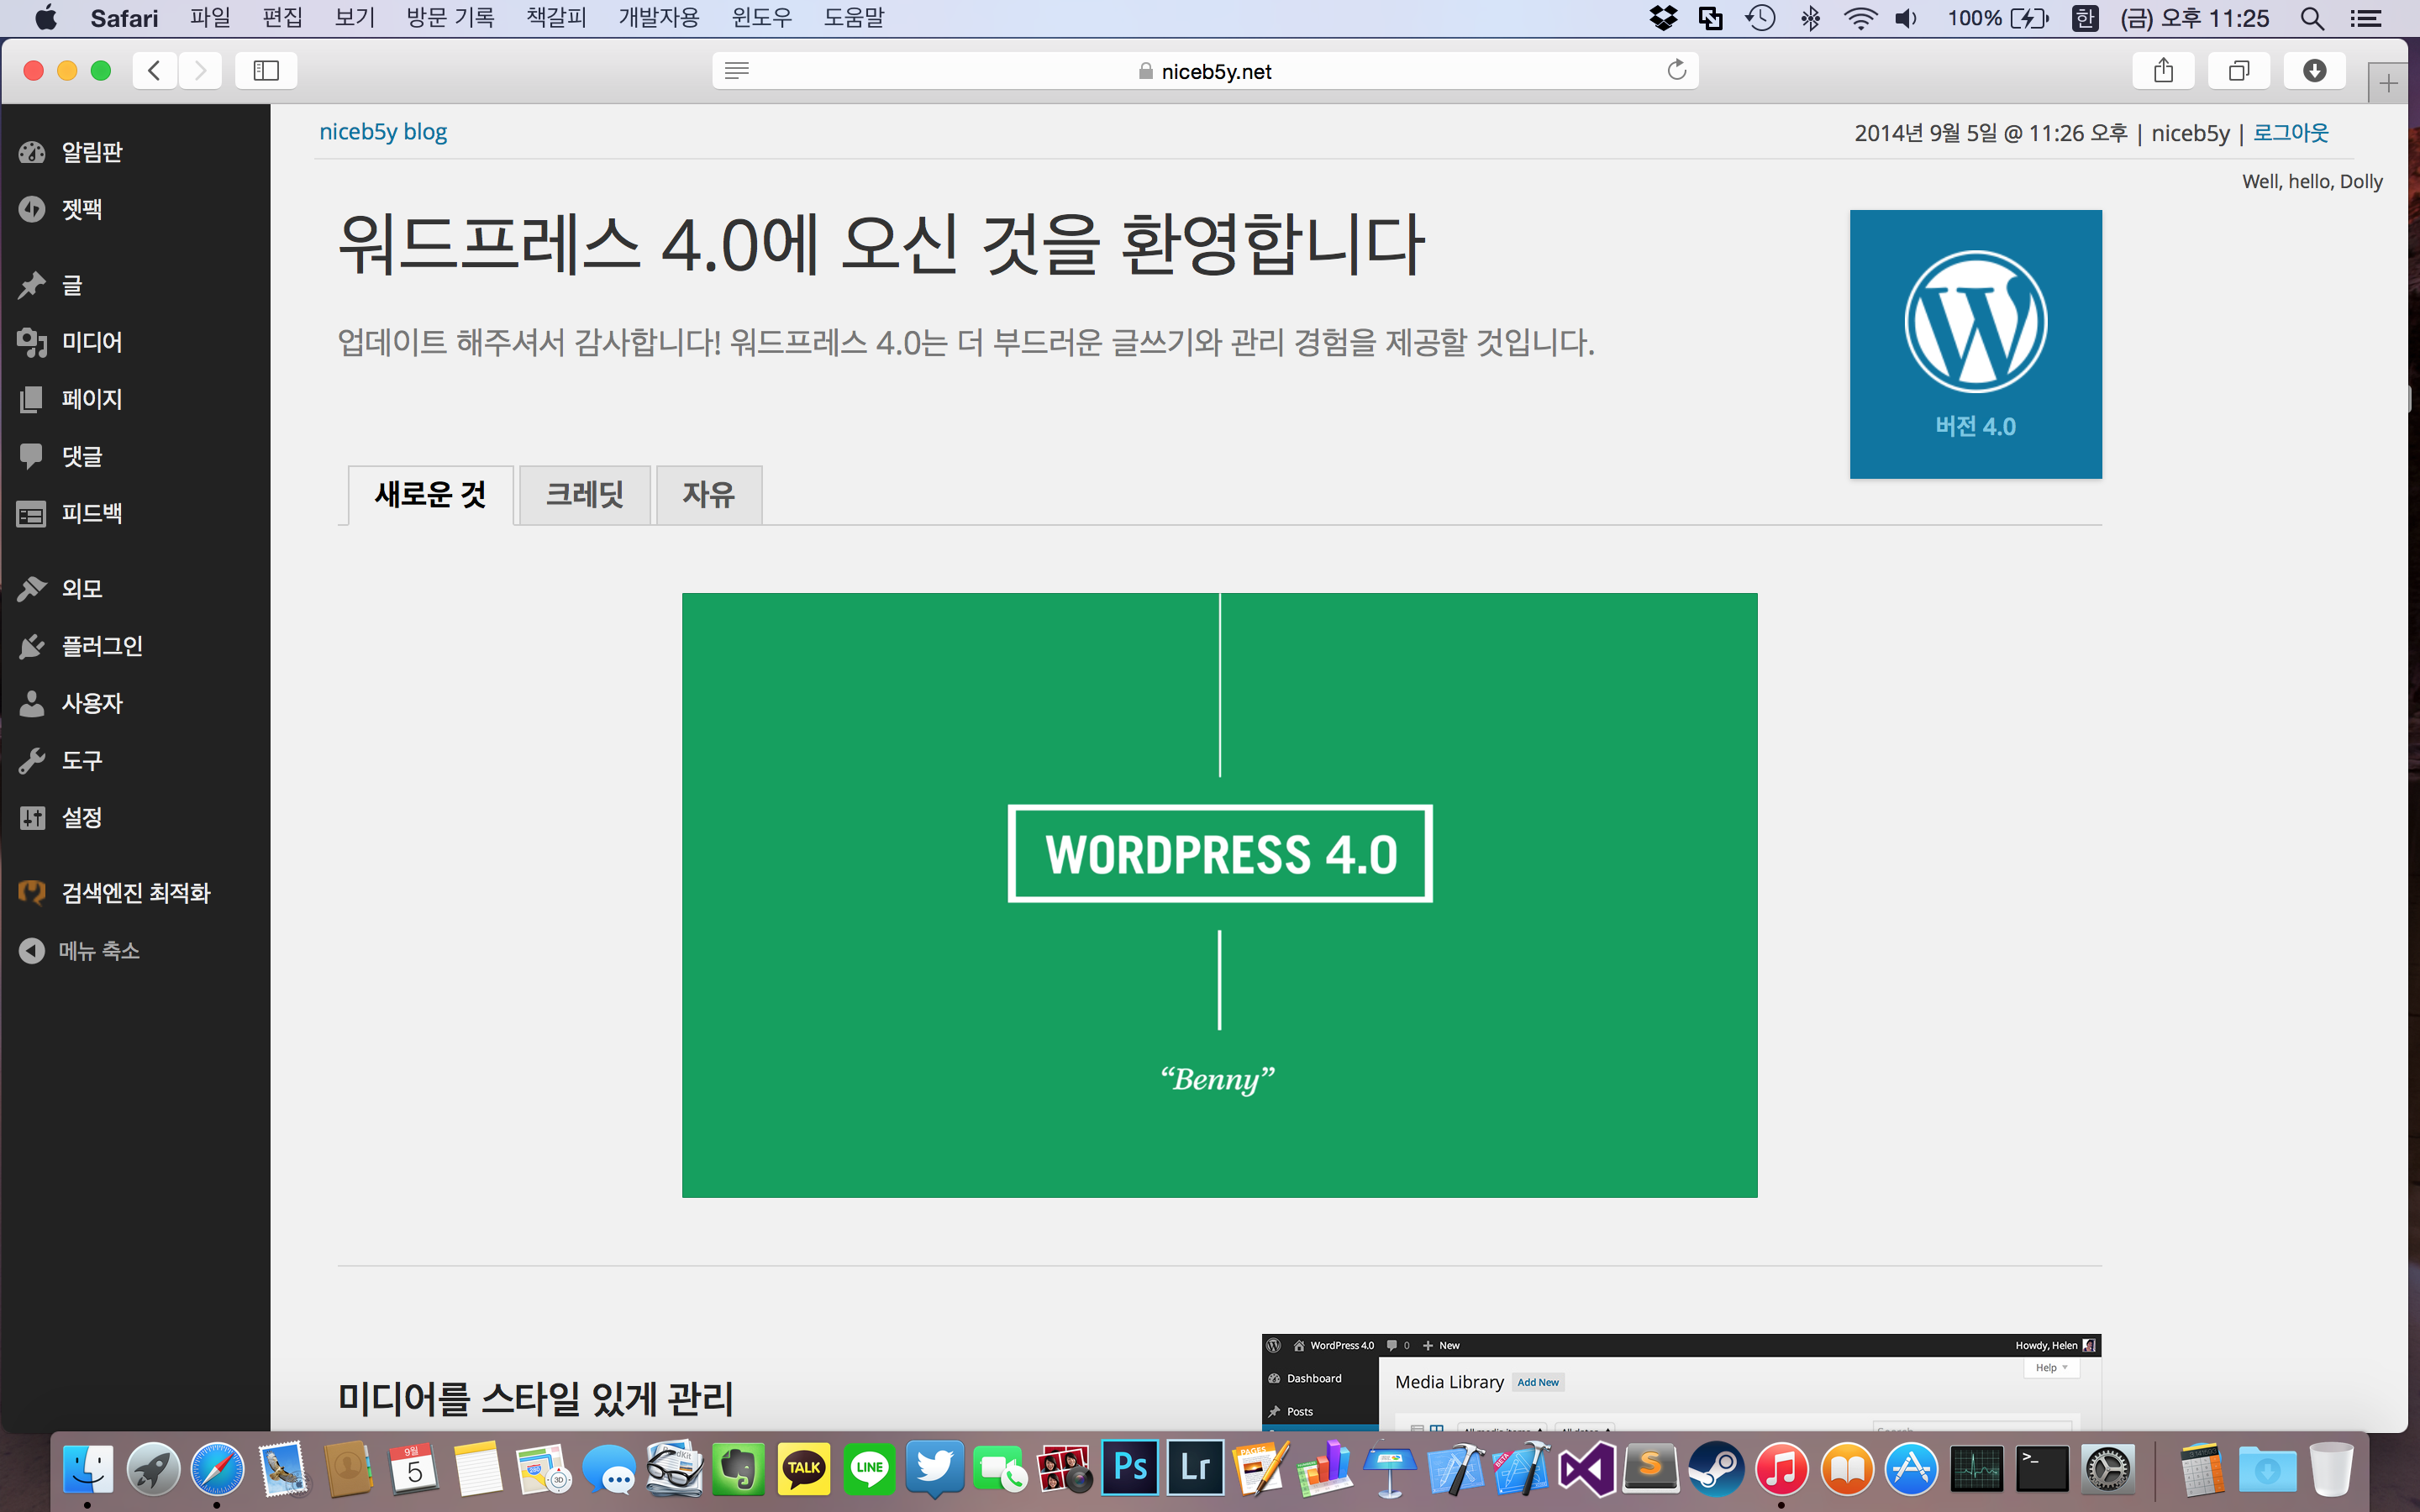 Safari 파일 편집 보기 방문 기록 책갈피 개발자용 윈도우 도움말 100% 한 (금) 오후 11:25
niceb5y.net
niceb5y blog
2014년 9월 5일 @ 11:26 오후 | niceb5y | 로그아웃
Well, hello, Dolly
알림판
젯팩
글
미디어
페이지
댓글
피드백
외모
플러그인
사용자
도구
설정
검색엔진 최적화
메뉴 축소
워드프레스 4.0에 오신 것을 환영합니다
업데이트 해주셔서 감사합니다! 워드프레스 4.0는 더 부드러운 글쓰기와 관리 경험을 제공할 것입니다.
버전 4.0
새로운 것 크레딧 자유
WORDPRESS 4.0
“Benny”
미디어를 스타일 있게 관리
WordPress 4.0 0 New Howdy, Helen
Help
Dashboard
Media Library Add New
Posts
9월
5
3D
TALK
LINE
Ps
Lr
PAGES
BETA
S
>_